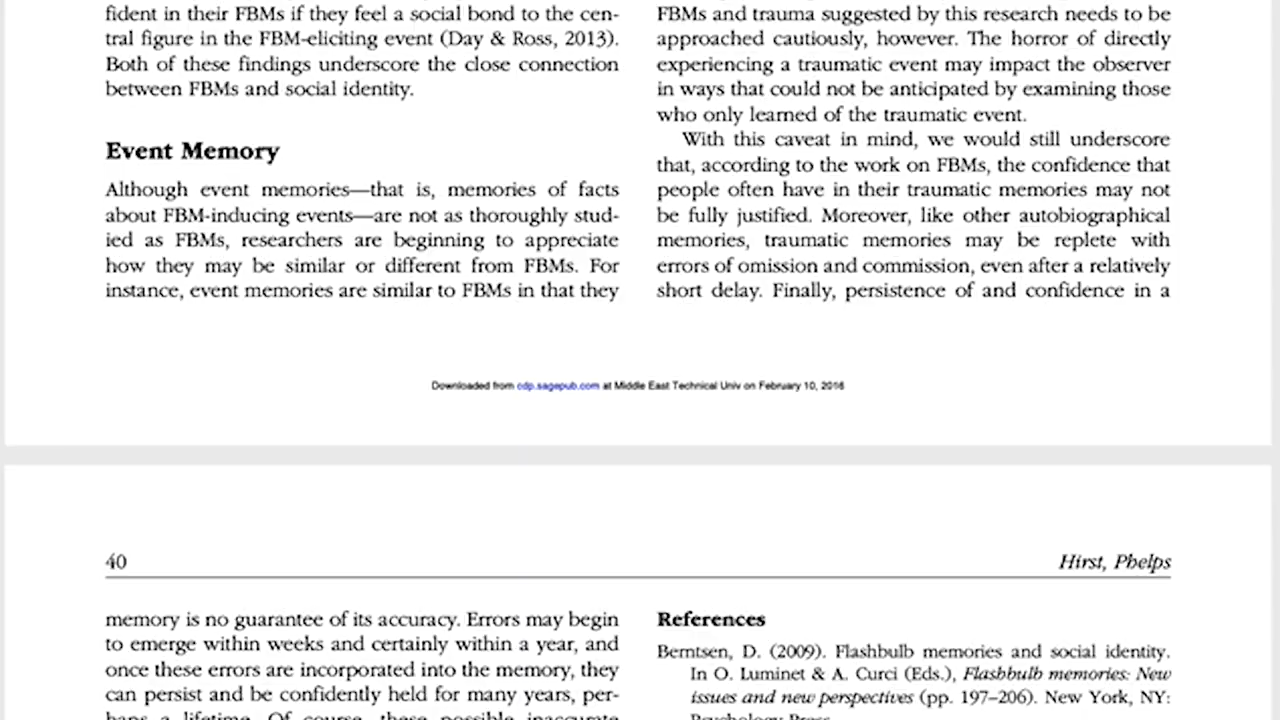 fident in their FBMs if they feel a social bond to the cen-
tral figure in the FBM-eliciting event (Day & Ross, 2013).
Both of these findings underscore the close connection
between FBMs and social identity.
Event Memory
Although event memories—that is, memories of facts
about FBM-inducing events—are not as thoroughly stud-
ied as FBMs, researchers are beginning to appreciate
how they may be similar or different from FBMs. For
instance, event memories are similar to FBMs in that they
FBMs and trauma suggested by this research needs to be
approached cautiously, however. The horror of directly
experiencing a traumatic event may impact the observer
in ways that could not be anticipated by examining those
who only learned of the traumatic event.
With this caveat in mind, we would still underscore
that, according to the work on FBMs, the confidence that
people often have in their traumatic memories may not
be fully justified. Moreover, like other autobiographical
memories, traumatic memories may be replete with
errors of omission and commission, even after a relatively
short delay. Finally, persistence of and confidence in a
Downloaded from cdp.sagepub.com at Middle East Technical Univ on February 10, 2016
40
Hirst, Phelps
memory is no guarantee of its accuracy. Errors may begin
to emerge within weeks and certainly within a year, and
once these errors are incorporated into the memory, they
can persist and be confidently held for many years, per-
haps a lifetime. Of course, these possible inaccurate
References
Berntsen, D. (2009). Flashbulb memories and social identity.
In O. Luminet & A. Curci (Eds.), Flashbulb memories: New
issues and new perspectives (pp. 197–206). New York, NY:
Psychology Press.